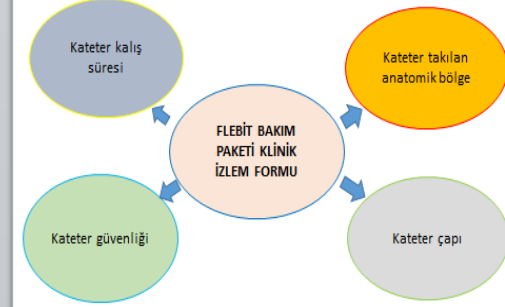 Kateter kalış
süresi
Kateter takılan
anatomik bölge
FLEBİT BAKIM
PAKETİ KLİNİK
İZLEM FORMU
Kateter güvenliği
Kateter çapı